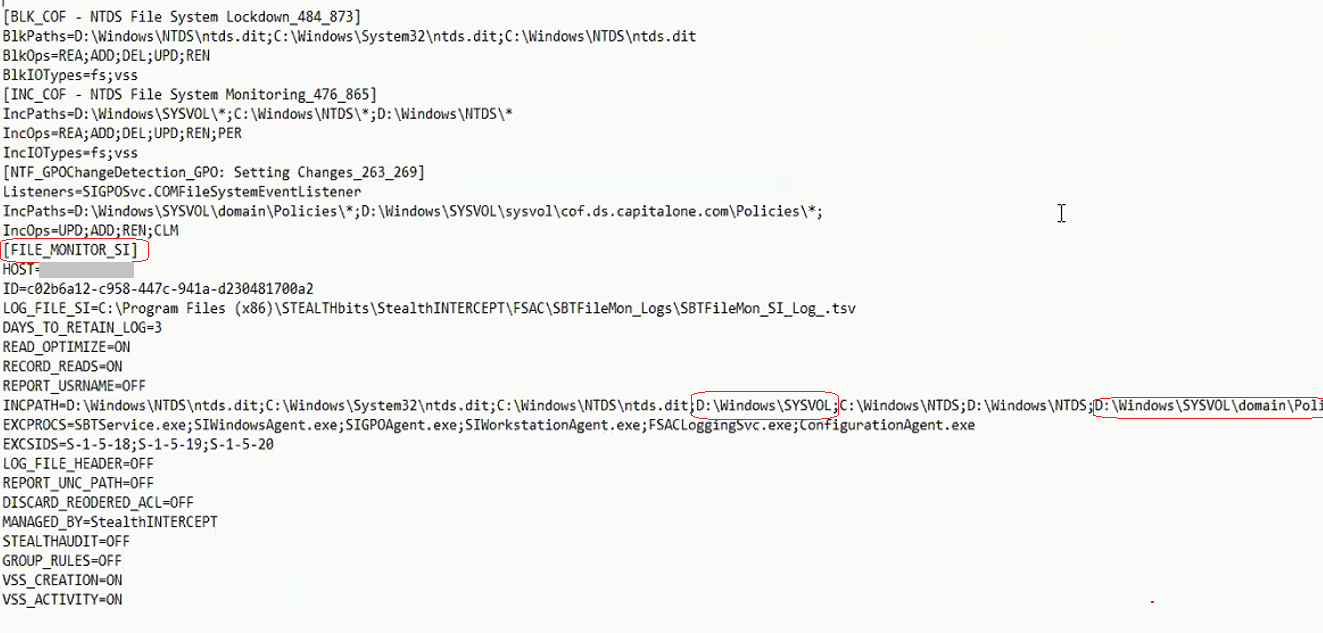 [BLK_COF - NTDS File System Lockdown_484_873]
BlkPaths=D:\Windows\NTDS\ntds.dit;C:\Windows\System32\ntds.dit;C:\Windows\NTDS\ntds.dit
BlkOps=REA;ADD;DEL;UPD;REN
BlkIOTypes=fs;vss
[INC_COF - NTDS File System Monitoring_476_865]
IncPaths=D:\Windows\SYSVOL\*;C:\Windows\NTDS\*;D:\Windows\NTDS\*
IncOps=REA;ADD;DEL;UPD;REN;PER
IncIOTypes=fs;vss
[NTF_GPOChangeDetection_GPO: Setting Changes_263_269]
Listeners=SIGPOSvc.COMFileSystemEventListener
IncPaths=D:\Windows\SYSVOL\domain\Policies\*;D:\Windows\SYSVOL\sysvol\cof.ds.capitalone.com\Policies\*;
IncOps=UPD;ADD;REN;CLM
[FILE_MONITOR_SI]
HOST=
ID=c02b6a12-c958-447c-941a-d230481700a2
LOG_FILE_SI=C:\Program Files (x86)\STEALTHbits\StealthINTERCEPT\FSAC\SBTFileMon_Logs\SBTFileMon_SI_Log_.tsv
DAYS_TO_RETAIN_LOG=3
READ_OPTIMIZE=ON
RECORD_READS=ON
REPORT_USRNAME=OFF
INCPATH=D:\Windows\NTDS\ntds.dit;C:\Windows\System32\ntds.dit;C:\Windows\NTDS\ntds.dit;D:\Windows\SYSVOL;C:\Windows\NTDS;D:\Windows\NTDS;D:\Windows\SYSVOL\domain\Poli
EXCPROCS=SBTService.exe;SIWindowsAgent.exe;SIGPOAgent.exe;SIWorkstationAgent.exe;FSACLoggingSvc.exe;ConfigurationAgent.exe
EXCSIDS=S-1-5-18;S-1-5-19;S-1-5-20
LOG_FILE_HEADER=OFF
REPORT_UNC_PATH=OFF
DISCARD_REODERED_ACL=OFF
MANAGED_BY=StealthINTERCEPT
STEALTHAUDIT=OFF
GROUP_RULES=OFF
VSS_CREATION=ON
VSS_ACTIVITY=ON